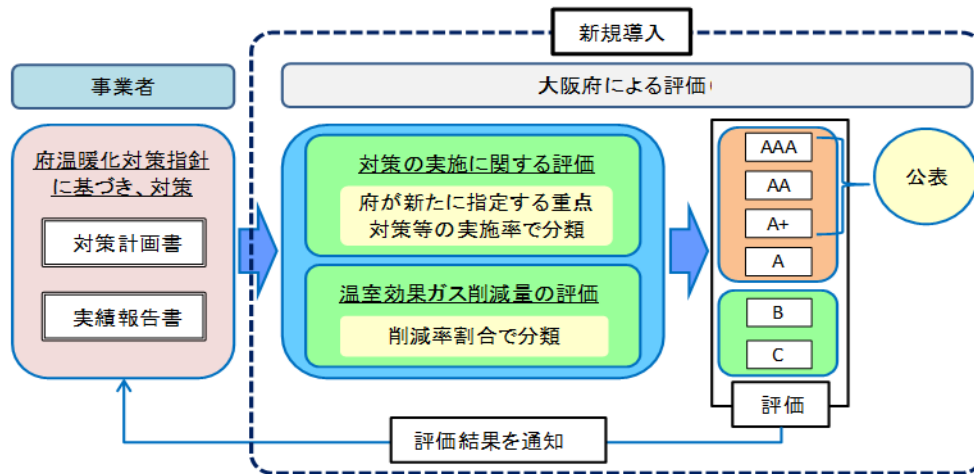 新規導入
事業者
大阪府による評価
府温暖化対策指針
に基づき、対策
対策計画書
実績報告書
対策の実施に関する評価
府が新たに指定する重点
対策等の実施率で分類
温室効果ガス削減量の評価
削減率割合で分類
AAA
AA
A+
A
B
C
評価
公表
評価結果を通知